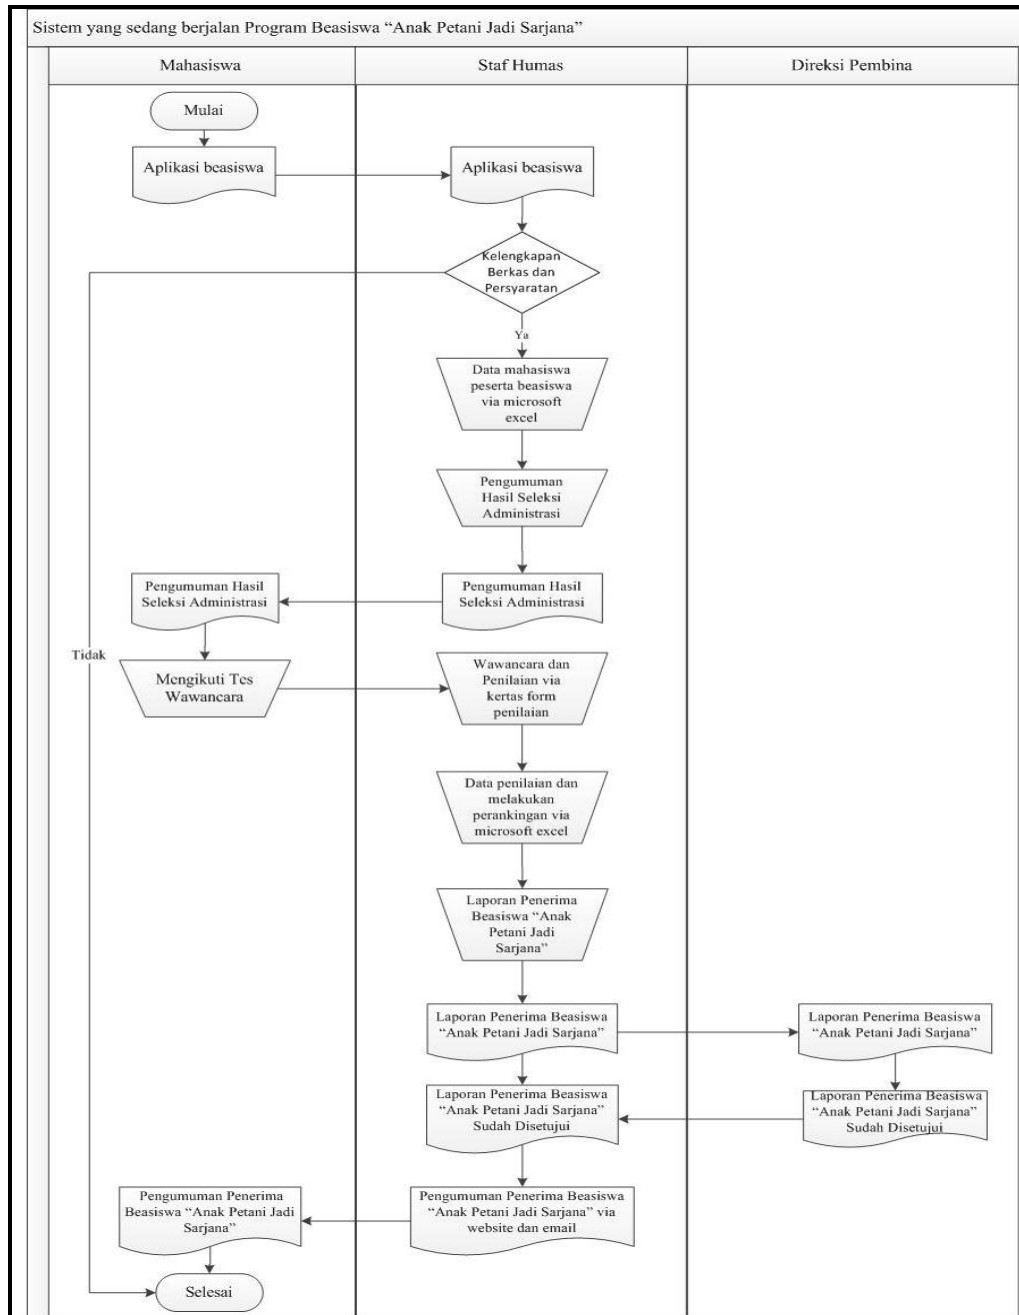 Sistem yang sedang berjalan Program Beasiswa “Anak Petani Jadi Sarjana”
Mahasiswa
Staf Humas
Direksi Pembina
Mulai
Aplikasi beasiswa
Aplikasi beasiswa
Kelengkapan
Berkas dan
Persyaratan
Ya
Data mahasiswa
peserta beasiswa
via microsoft
excel
Pengumuman
Hasil Seleksi
Administrasi
Pengumuman Hasil
Seleksi Administrasi
Pengumuman Hasil
Seleksi Administrasi
Tidak
Mengikuti Tes
Wawancara
Wawancara dan
Penilaian via
kertas form
penilaian
Data penilaian dan
melakukan
perankingan via
microsoft excel
Laporan Penerima
Beasiswa “Anak
Petani Jadi
Sarjana”
Laporan Penerima Beasiswa
“Anak Petani Jadi Sarjana”
Laporan Penerima Beasiswa
“Anak Petani Jadi Sarjana”
Laporan Penerima Beasiswa
“Anak Petani Jadi Sarjana”
Sudah Disetujui
Laporan Penerima Beasiswa
“Anak Petani Jadi Sarjana”
Sudah Disetujui
Pengumuman Penerima
Beasiswa “Anak Petani Jadi
Sarjana”
Pengumuman Penerima Beasiswa
“Anak Petani Jadi Sarjana” via
website dan email
Selesai